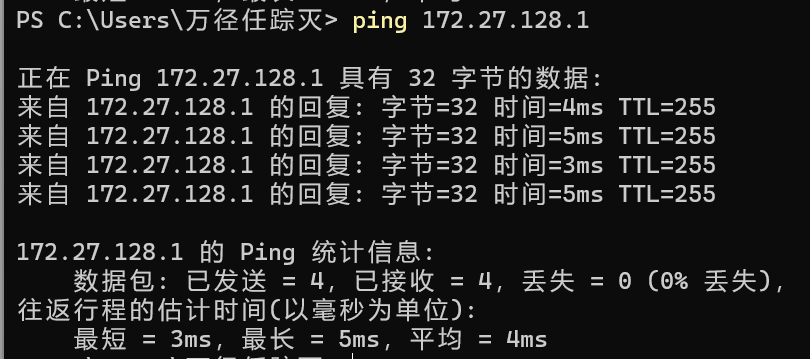 PS C:\Users\万径任踪灭> ping 172.27.128.1
正在 Ping 172.27.128.1 具有 32 字节的数据:
来自 172.27.128.1 的回复: 字节=32 时间=4ms TTL=255
来自 172.27.128.1 的回复: 字节=32 时间=5ms TTL=255
来自 172.27.128.1 的回复: 字节=32 时间=3ms TTL=255
来自 172.27.128.1 的回复: 字节=32 时间=5ms TTL=255
172.27.128.1 的 Ping 统计信息:
数据包: 已发送 = 4, 已接收 = 4, 丢失 = 0 (0% 丢失),
往返行程的估计时间(以毫秒为单位):
最短 = 3ms, 最长 = 5ms, 平均 = 4ms